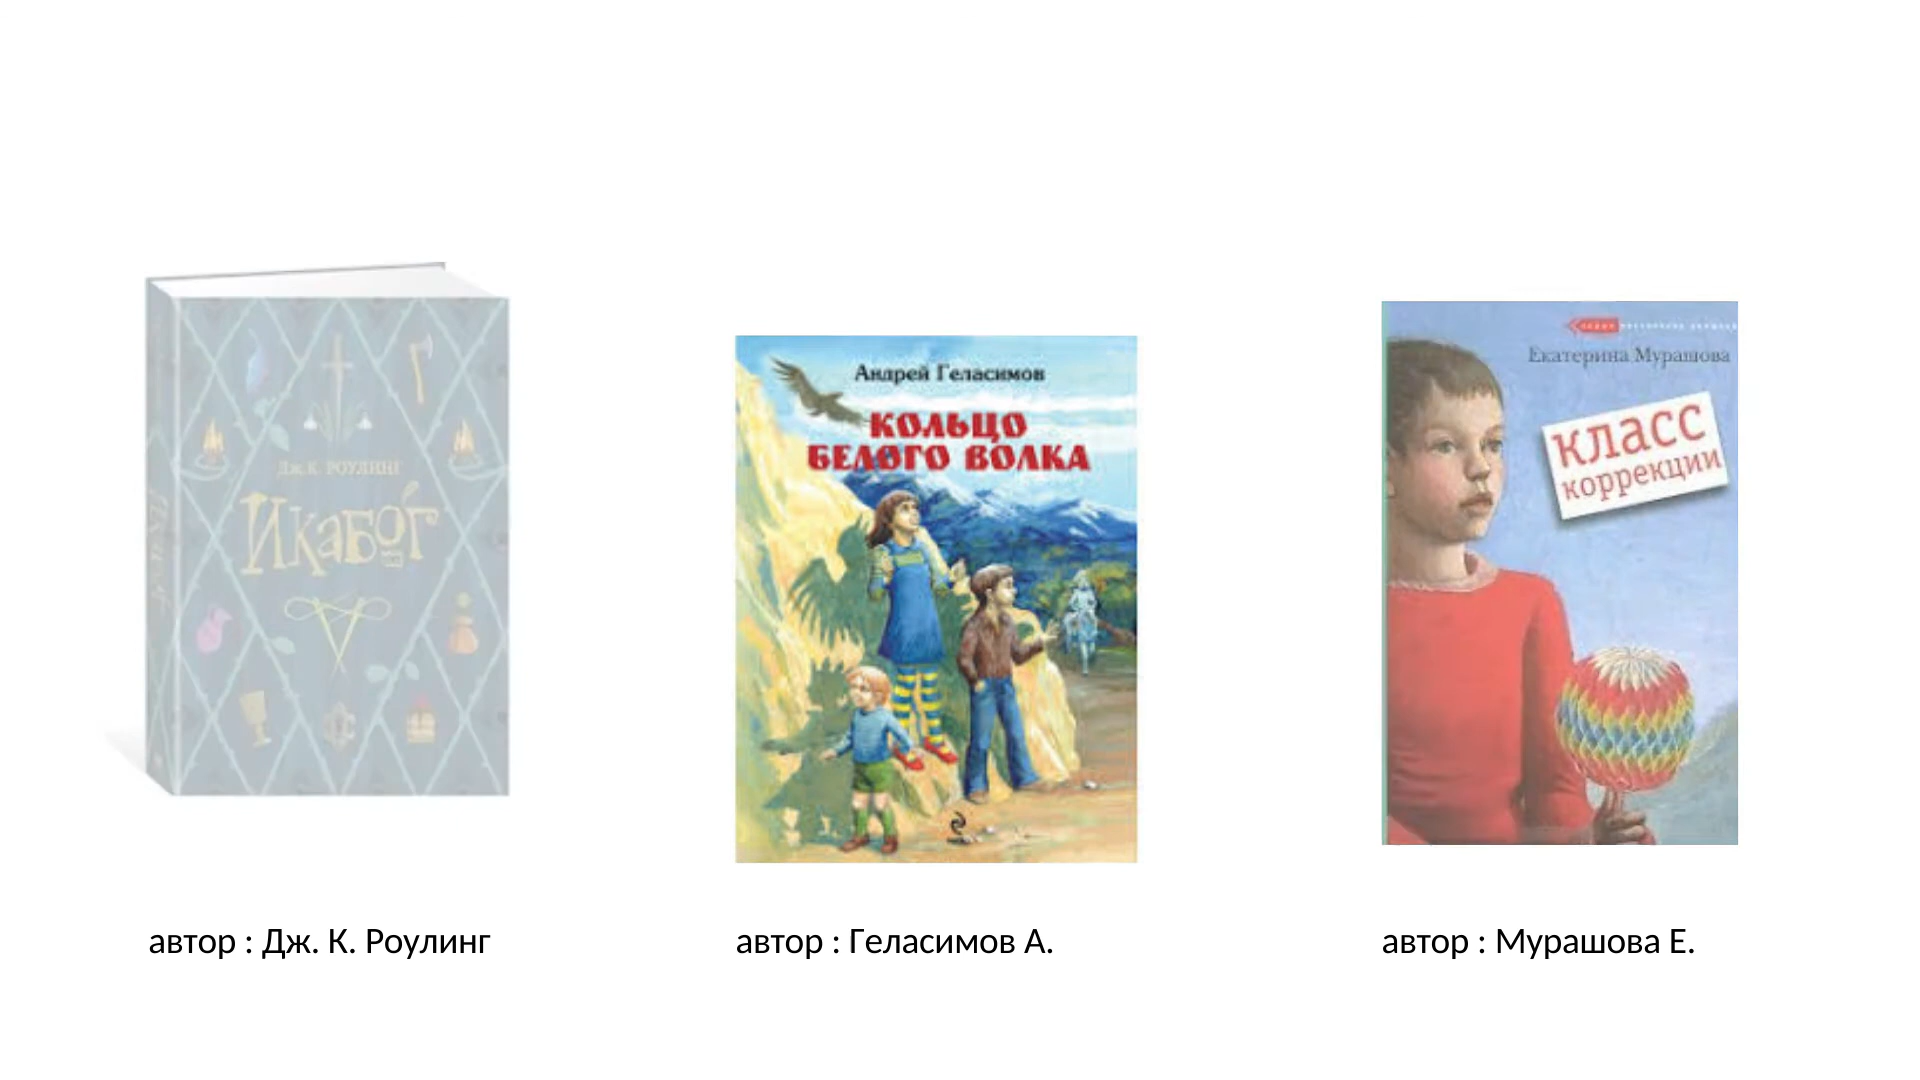 Дж. К. РОУЛИНГ
Икабог
Андрей Геласимов
КОЛЬЦО
БЕЛОГО ВОЛКА
Екатерина Мурашова
класс
коррекции
автор : Дж. К. Роулинг
автор : Геласимов А.
автор : Мурашова Е.